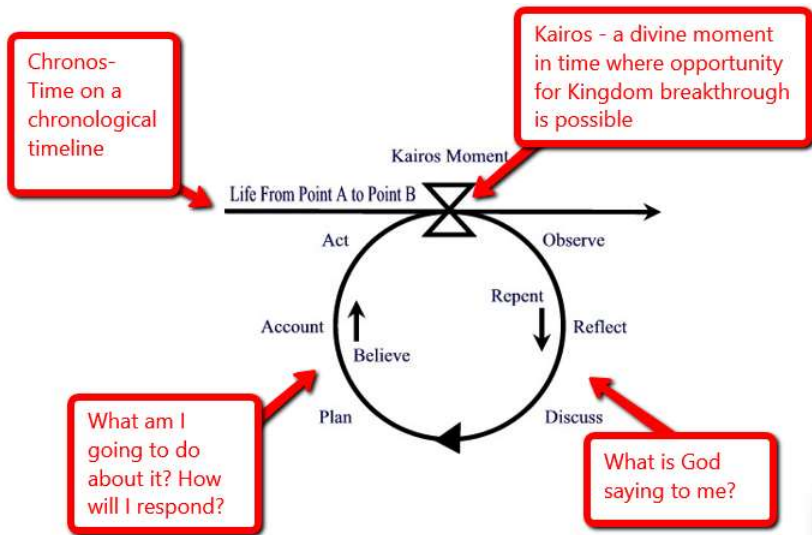 Chronos-
Time on a
chronological
timeline
Kairos - a divine moment
in time where opportunity
for Kingdom breakthrough
is possible
Kairos Moment
Life From Point A to Point B
Act
Observe
Repent
Account
Reflect
Believe
Plan
Discuss
What am I
going to do
about it? How
will I respond?
What is God
saying to me?